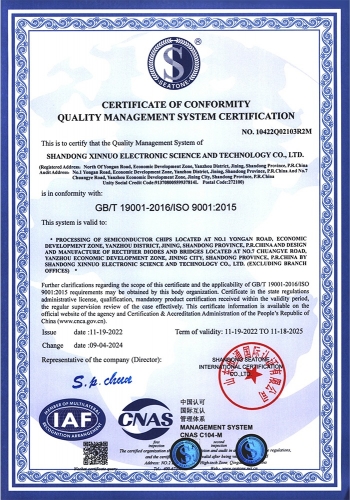 SEATONE
CERTIFICATE OF CONFORMITY
QUALITY MANAGEMENT SYSTEM CERTIFICATION
NO. 10422Q02103R2M
This is to certify that the Quality Management System of
SHANDONG XINNUO ELECTRONIC SCIENCE AND TECHNOLOGY CO., LTD.
(Registered Address: North Of Yongan Road, Economic Development Zone, Yanzhou District, Jining, Shandong Province, P.R.China
Audit Address: No.1 Yongan Road, Economic Development Zone, Yanzhou District, Jining, Shandong Province, P.R.China And No.7
Chuangye Road, Yanzhou Economic Development Zone, Jining City, Shandong Province, P.R.China
Unity Social Credit Code: Postal Code:272100)
is in conformity with:
GB/T 19001-2016/ISO 9001:2015
This system is valid to:
* PROCESSING OF SEMICONDUCTOR CHIPS LOCATED AT NO.1 YONGAN ROAD, ECONOMIC
DEVELOPMENT ZONE, YANZHOU DISTRICT, JINING, SHANDONG PROVINCE, P.R.CHINA AND DESIGN
AND MANUFACTURE OF RECTIFIER DIODES AND BRIDGES LOCATED AT NO.7 CHUANGYE ROAD,
YANZHOU ECONOMIC DEVELOPMENT ZONE, JINING CITY, SHANDONG PROVINCE, P.R.CHINA BY
SHANDONG XINNUO ELECTRONIC SCIENCE AND TECHNOLOGY CO., LTD. (EXCLUDING BRANCH
OFFICES) *
Further clarifications regarding the scope of this certificate and the applicability of GB/T 19001-2016/ISO
9001:2015 requirements may be obtained by this body organization. Certificate in the state regulations
administrative license, qualification, mandatory product certification received within the validity period,
the regular supervision review of the case effectively. This certificate information is available on the
official website of the agency and Certification & Accreditation Administration of the People's Republic of
China (www.cnca.gov.cn).
Issue date :11-19-2022 Term of validity :11-19-2022 TO 11-18-2025
Change date :09-04-2024
Representative of the company (Director):
SHANDONG SEATONE
INTERNATIONAL CERTIFICATION
CO.,LTD.
S.p.chun
MEMBER OF MULTILATERAL
IAF
RECOGNITION ARRANGEMENT
CNAS
中国认可
国际互认
管理体系
MANAGEMENT SYSTEM
CNAS C104-M
first
inspection
second
inspection